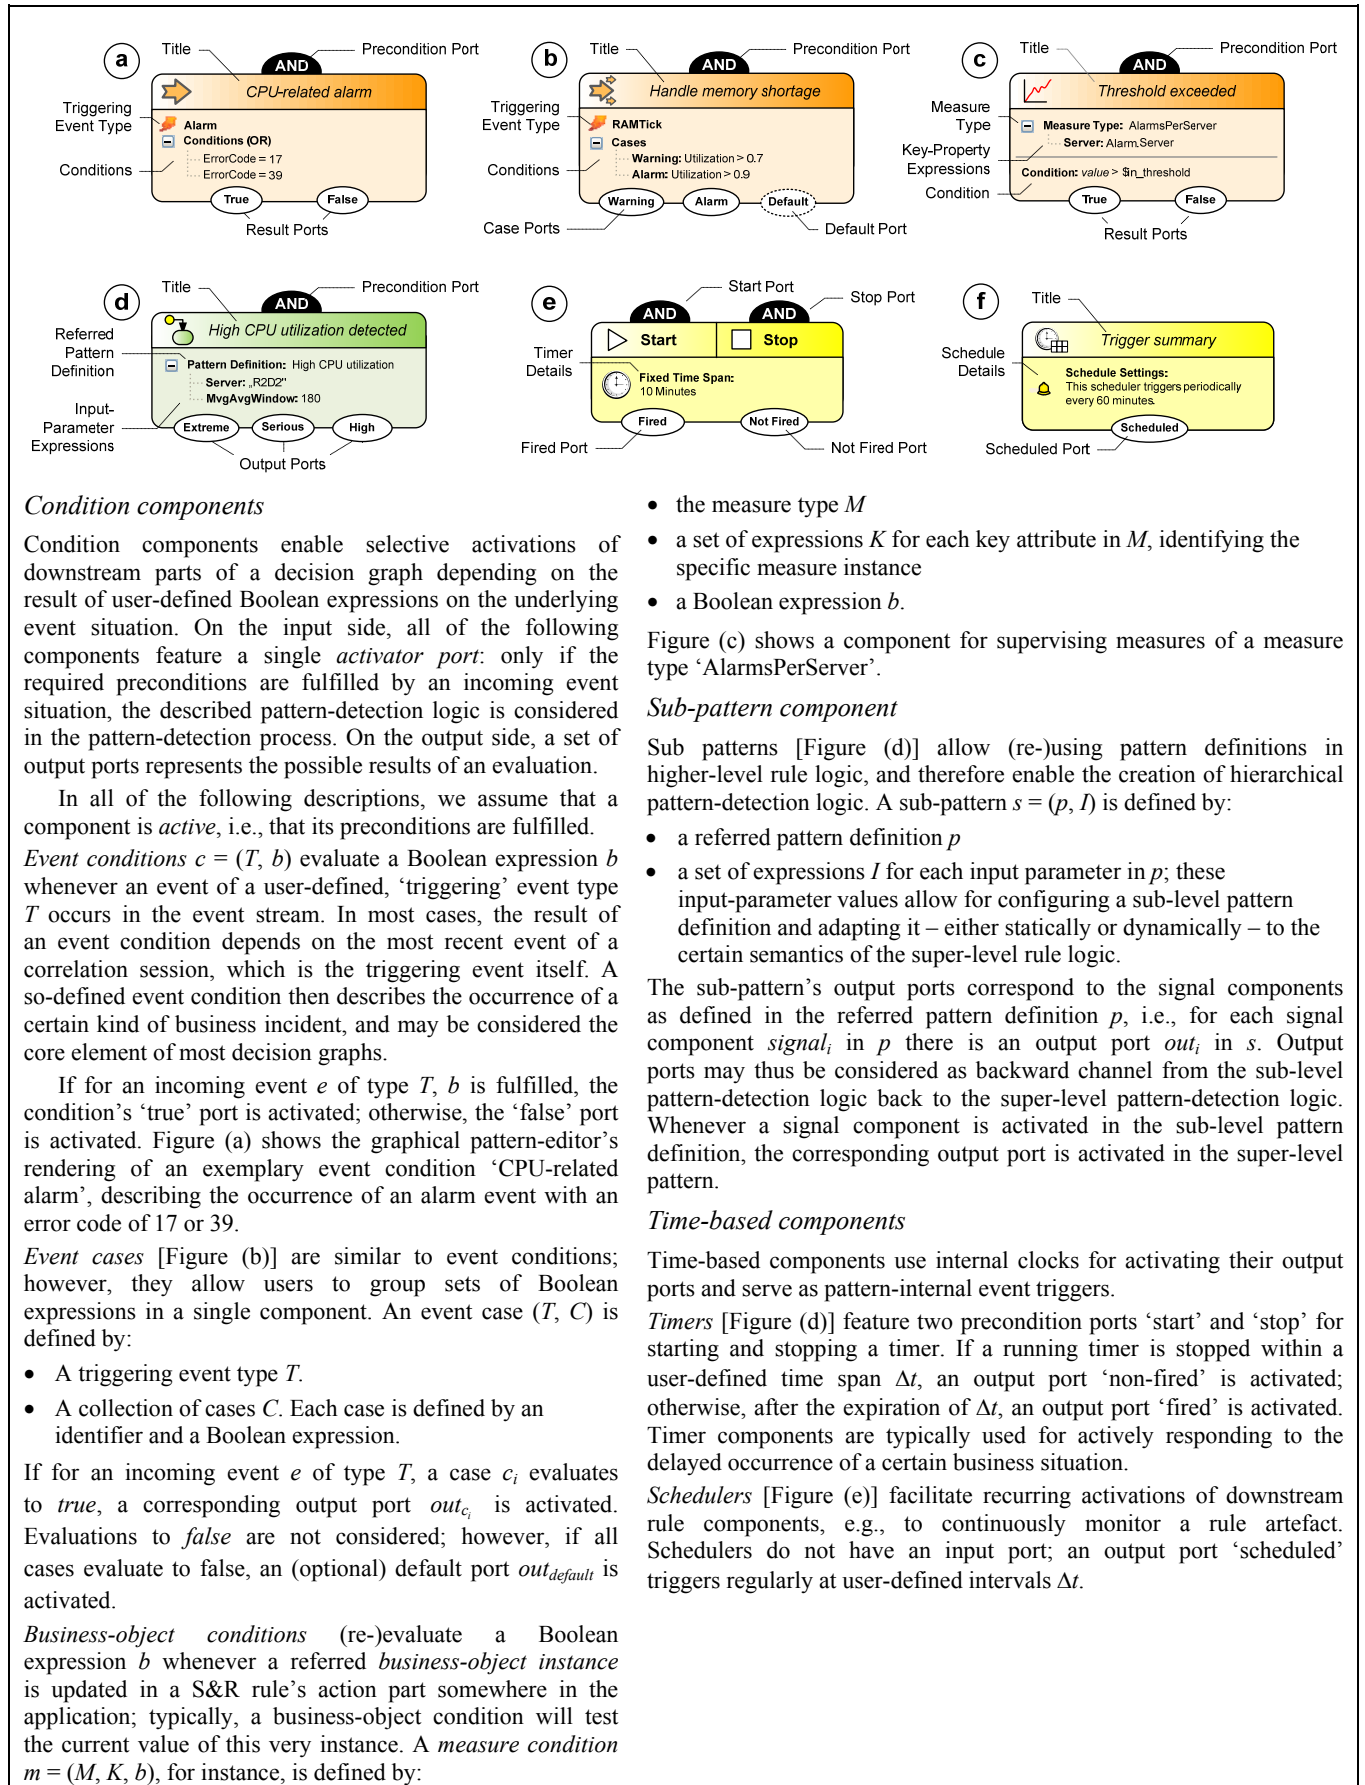 a
Title
Precondition Port
AND
CPU-related alarm
Triggering
Event Type
Alarm
Conditions (OR)
ErrorCode = 17
ErrorCode = 39
Conditions
True
False
Result Ports
b
Title
Precondition Port
AND
Handle memory shortage
Triggering
Event Type
RAMTick
Cases
Warning: Utilization > 0.7
Alarm: Utilization > 0.9
Conditions
Warning
Alarm
Default
Case Ports
Default Port
c
Title
Precondition Port
AND
Threshold exceeded
Measure
Type
Measure Type: AlarmsPerServer
Server: Alarm.Server
Key-Property
Expressions
Condition
Condition: value > $in_threshold
True
False
Result Ports
d
Title
Precondition Port
AND
High CPU utilization detected
Referred
Pattern
Definition
Pattern Definition: High CPU utilization
Server: „R2D2"
MvgAvgWindow: 180
Input-
Parameter
Expressions
Extreme
Serious
High
Output Ports
e
Start Port
Stop Port
AND
AND
Start
Stop
Timer
Details
Fixed Time Span:
10 Minutes
Fired
Not Fired
Fired Port
Not Fired Port
f
Title
Trigger summary
Schedule
Details
Schedule Settings:
This scheduler triggers periodically
every 60 minutes.
Scheduled
Scheduled Port
Condition components
Condition components enable selective activations of
downstream parts of a decision graph depending on the
result of user-defined Boolean expressions on the underlying
event situation. On the input side, all of the following
components feature a single activator port: only if the
required preconditions are fulfilled by an incoming event
situation, the described pattern-detection logic is considered
in the pattern-detection process. On the output side, a set of
output ports represents the possible results of an evaluation.
In all of the following descriptions, we assume that a
component is active, i.e., that its preconditions are fulfilled.
Event conditions c = (T, b) evaluate a Boolean expression b
whenever an event of a user-defined, ‘triggering’ event type
T occurs in the event stream. In most cases, the result of
an event condition depends on the most recent event of a
correlation session, which is the triggering event itself. A
so-defined event condition then describes the occurrence of a
certain kind of business incident, and may be considered the
core element of most decision graphs.
If for an incoming event e of type T, b is fulfilled, the
condition’s ‘true’ port is activated; otherwise, the ‘false’ port
is activated. Figure (a) shows the graphical pattern-editor’s
rendering of an exemplary event condition ‘CPU-related
alarm’, describing the occurrence of an alarm event with an
error code of 17 or 39.
Event cases [Figure (b)] are similar to event conditions;
however, they allow users to group sets of Boolean
expressions in a single component. An event case (T, C) is
defined by:
• A triggering event type T.
• A collection of cases C. Each case is defined by an
identifier and a Boolean expression.
If for an incoming event e of type T, a case ci evaluates
to true, a corresponding output port outci is activated.
Evaluations to false are not considered; however, if all
cases evaluate to false, an (optional) default port outdefault is
activated.
Business-object conditions (re-)evaluate a Boolean
expression b whenever a referred business-object instance
is updated in a S&R rule’s action part somewhere in the
application; typically, a business-object condition will test
the current value of this very instance. A measure condition
m = (M, K, b), for instance, is defined by:
• the measure type M
• a set of expressions K for each key attribute in M, identifying the
specific measure instance
• a Boolean expression b.
Figure (c) shows a component for supervising measures of a measure
type ‘AlarmsPerServer’.
Sub-pattern component
Sub patterns [Figure (d)] allow (re-)using pattern definitions in
higher-level rule logic, and therefore enable the creation of hierarchical
pattern-detection logic. A sub-pattern s = (p, I) is defined by:
• a referred pattern definition p
• a set of expressions I for each input parameter in p; these
input-parameter values allow for configuring a sub-level pattern
definition and adapting it – either statically or dynamically – to the
certain semantics of the super-level rule logic.
The sub-pattern’s output ports correspond to the signal components
as defined in the referred pattern definition p, i.e., for each signal
component signali in p there is an output port outi in s. Output
ports may thus be considered as backward channel from the sub-level
pattern-detection logic back to the super-level pattern-detection logic.
Whenever a signal component is activated in the sub-level pattern
definition, the corresponding output port is activated in the super-level
pattern.
Time-based components
Time-based components use internal clocks for activating their output
ports and serve as pattern-internal event triggers.
Timers [Figure (d)] feature two precondition ports ‘start’ and ‘stop’ for
starting and stopping a timer. If a running timer is stopped within a
user-defined time span Δt, an output port ‘non-fired’ is activated;
otherwise, after the expiration of Δt, an output port ‘fired’ is activated.
Timer components are typically used for actively responding to the
delayed occurrence of a certain business situation.
Schedulers [Figure (e)] facilitate recurring activations of downstream
rule components, e.g., to continuously monitor a rule artefact.
Schedulers do not have an input port; an output port ‘scheduled’
triggers regularly at user-defined intervals Δt.